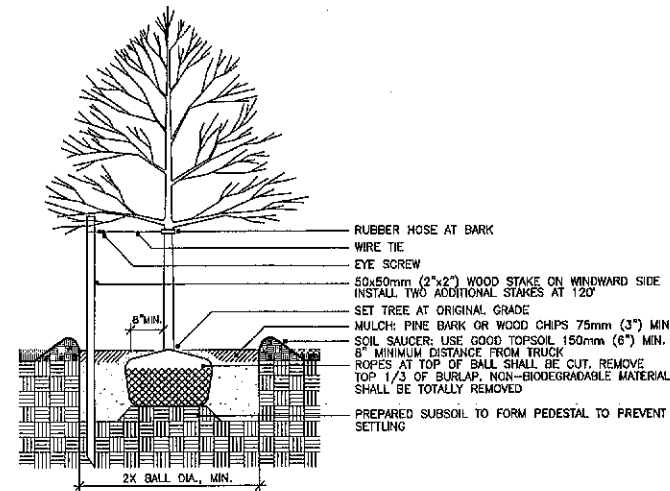 RUBBER HOSE AT BARK
WIRE TIE
EYE SCREW
50x50mm (2"x2") WOOD STAKE ON WINDWARD SIDE
INSTALL TWO ADDITIONAL STAKES AT 120'
8"MIN.
SET TREE AT ORIGINAL GRADE
MULCH: PINE BARK OR WOOD CHIPS 75mm (3") MIN
SOIL SAUCER: USE GOOD TOPSOIL 150mm (6") MIN.
8" MINIMUM DISTANCE FROM TRUCK
ROPES AT TOP OF BALL SHALL BE CUT, REMOVE
TOP 1/3 OF BURLAP, NON-BIODEGRADABLE MATERIAL
SHALL BE TOTALLY REMOVED
PREPARED SUBSOIL TO FORM PEDESTAL TO PREVENT
SETTLING
2X BALL DIA., MIN.